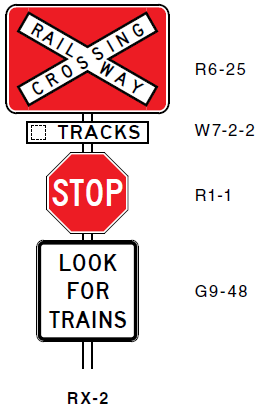 RAILWAY
CROSSING
R6-25
TRACKS
W7-2-2
STOP
R1-1
LOOK
FOR
TRAINS
G9-48
RX-2